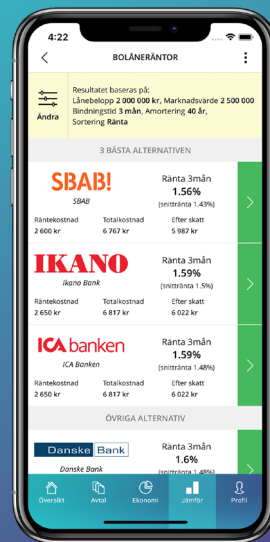 4:22
BOLÅNERÄNTOR
Ändra
Resultatet baseras på:
Lånebelopp 2 000 000 kr, Marknadsvärde 2 500 000
Bindningstid 3 mån, Amortering 40 år,
Sortering Ränta
3 BÄSTA ALTERNATIVEN
SBAB!
SBAB
Ränta 3mån
1.56%
(snittränta 1.43%)
Räntekostnad Totalkostnad Efter skatt
2 600 kr 6 767 kr 5 987 kr
IKANO
Ikano Bank
Ränta 3mån
1.59%
(snittränta 1.5%)
Räntekostnad Totalkostnad Efter skatt
2 650 kr 6 817 kr 6 022 kr
ICA banken
ICA Banken
Ränta 3mån
1.59%
(snittränta 1.48%)
Räntekostnad Totalkostnad Efter skatt
2 650 kr 6 817 kr 6 022 kr
ÖVRIGA ALTERNATIV
Danske Bank
Danske Bank
Ränta 3mån
1.6%
(snittränta 1.48%)
Översikt Avtal Ekonomi Jämför Profil